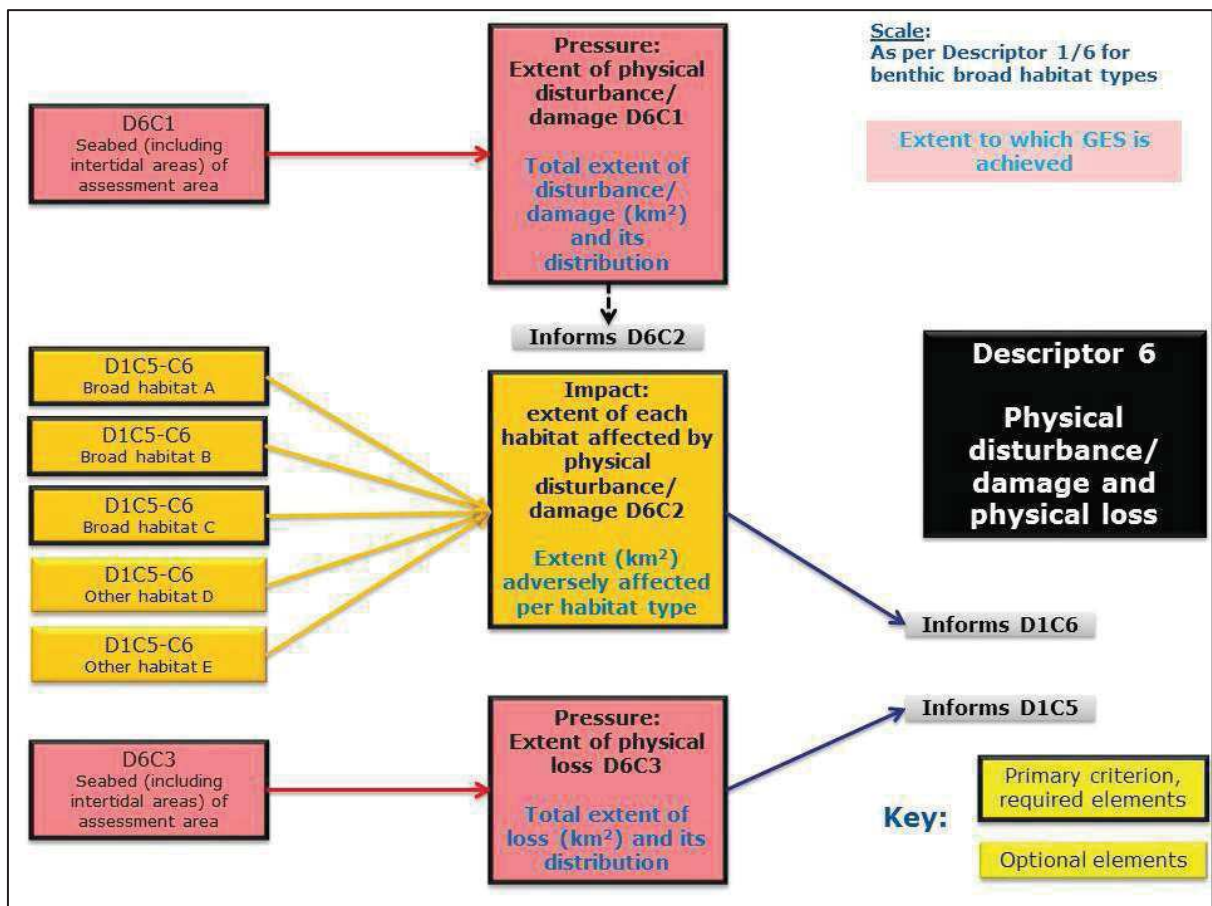 D6C1
Seabed (including
intertidal areas) of
assessment area
Pressure:
Extent of physical
disturbance/
damage D6C1
Total extent of
disturbance/
damage (km²)
and its
distribution
Scale:
As per Descriptor 1/6 for
benthic broad habitat types
Extent to which GES is
achieved
Informs D6C2
D1C5-C6
Broad habitat A
D1C5-C6
Broad habitat B
D1C5-C6
Broad habitat C
D1C5-C6
Other habitat D
D1C5-C6
Other habitat E
Impact:
extent of each
habitat affected by
physical
disturbance/
damage D6C2
Extent (km²)
adversely affected
per habitat type
Descriptor 6
Physical
disturbance/
damage and
physical loss
Informs D1C6
Informs D1C5
D6C3
Seabed (including
intertidal areas) of
assessment area
Pressure:
Extent of physical
loss D6C3
Total extent of
loss (km²) and its
distribution
Key:
Primary criterion,
required elements
Optional elements